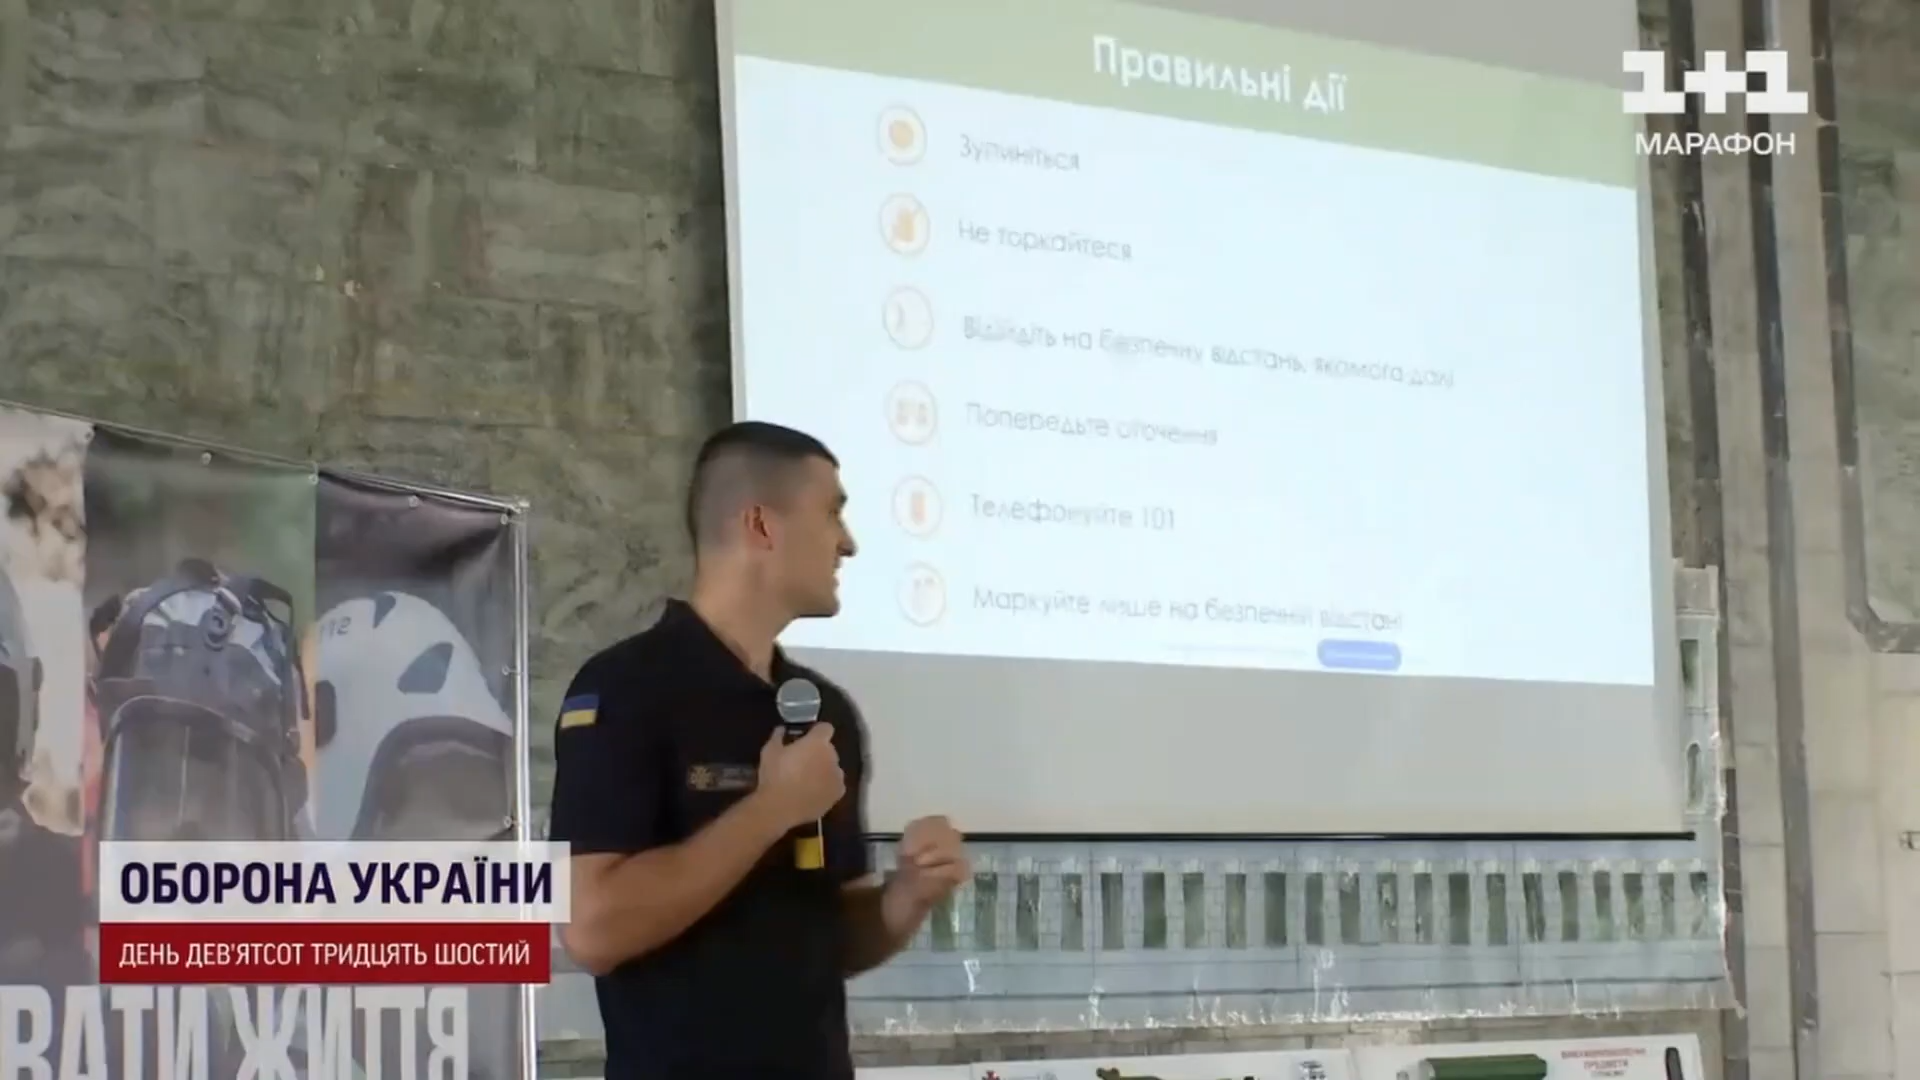 Правильні дії
1+1
МАРАФОН
Зупиніться
Не торкайтеся
Відійдіть на безпечну відстань, якомога далі
Попередьте оточення
Телефонуйте 101
Маркуйте лише на безпечній відстані
ОБОРОНА УКРАЇНИ
ДЕНЬ ДЕВ'ЯТСОТ ТРИДЦЯТЬ ШОСТИЙ
ВАТИ ЖИТТЯ